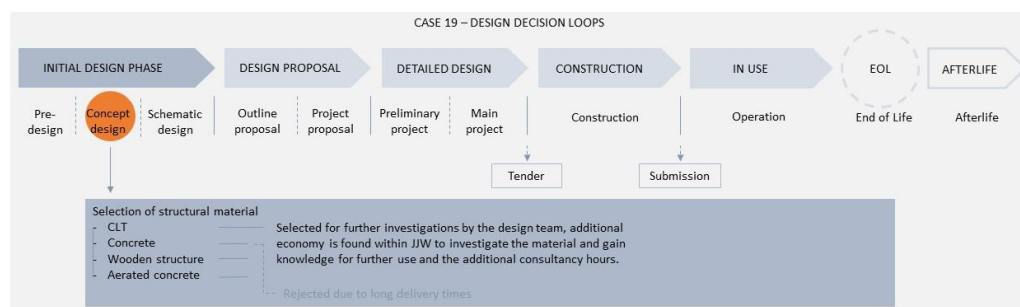 CASE 19 – DESIGN DECISION LOOPS
INITIAL DESIGN PHASE
DESIGN PROPOSAL
DETAILED DESIGN
CONSTRUCTION
IN USE
EOL
AFTERLIFE
Pre-
design
Concept
design
Schematic
design
Outline
proposal
Project
proposal
Preliminary
project
Main
project
Construction
Operation
End of Life
Afterlife
Tender
Submission
Selection of structural material
- CLT
- Concrete
- Wooden structure
- Aerated concrete
Selected for further investigations by the design team, additional
economy is found within JJW to investigate the material and gain
knowledge for further use and the additional consultancy hours.
Rejected due to long delivery times